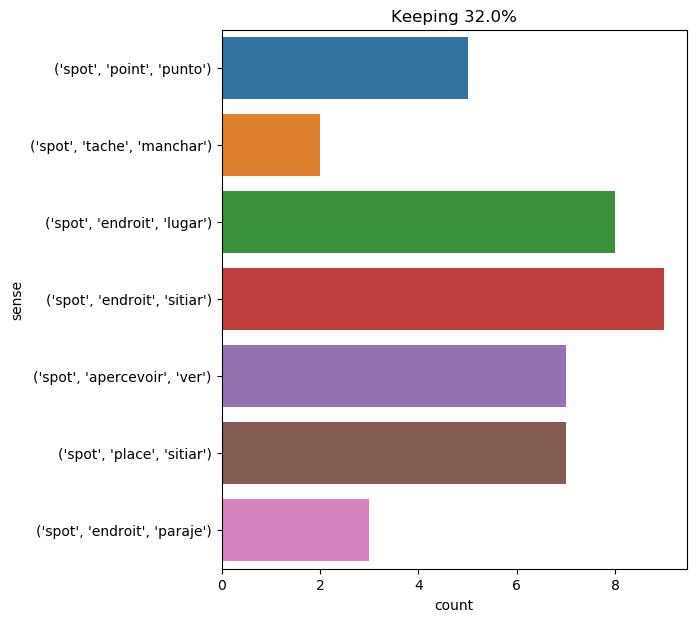 Keeping 32.0%
('spot', 'point', 'punto')
('spot', 'tache', 'manchar')
('spot', 'endroit', 'lugar')
('spot', 'endroit', 'sitiar')
('spot', 'apercevoir', 'ver')
('spot', 'place', 'sitiar')
('spot', 'endroit', 'paraje')
sense
0 2 4 6 8
count